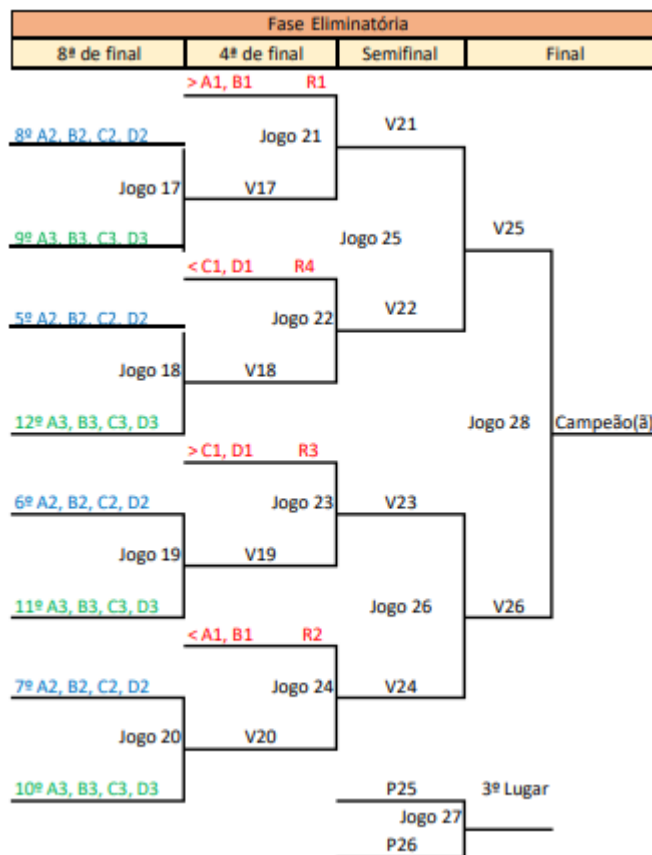 Fase Eliminatória
8ª de final 4ª de final Semifinal Final
> A1, B1 R1
V21
8º A2, B2, C2, D2
Jogo 21
Jogo 17
V17
V25
9º A3, B3, C3, D3
Jogo 25
< C1, D1 R4
V22
5º A2, B2, C2, D2
Jogo 22
Jogo 18
V18
12º A3, B3, C3, D3
Jogo 28
Campeão(ã)
> C1, D1 R3
6º A2, B2, C2, D2
Jogo 23
V23
Jogo 19
V19
11º A3, B3, C3, D3
Jogo 26
V26
< A1, B1 R2
7º A2, B2, C2, D2
Jogo 24
V24
Jogo 20
V20
10º A3, B3, C3, D3
P25
3º Lugar
Jogo 27
P26